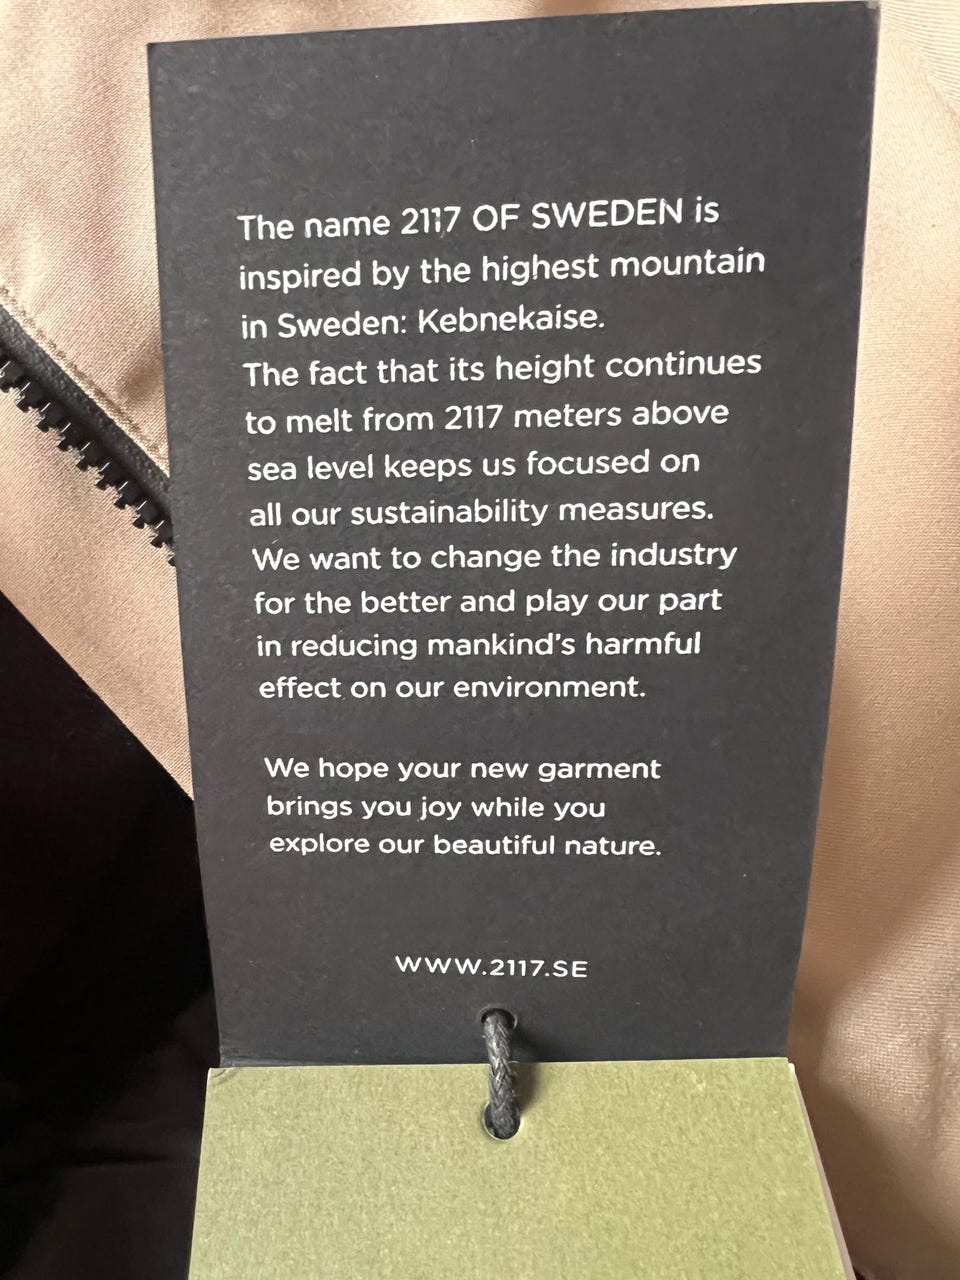 The name 2117 OF SWEDEN is
inspired by the highest mountain
in Sweden: Kebnekaise.
The fact that its height continues
to melt from 2117 meters above
sea level keeps us focused on
all our sustainability measures.
We want to change the industry
for the better and play our part
in reducing mankind's harmful
effect on our environment.
We hope your new garment
brings you joy while you
explore our beautiful nature.
WWW.2117.SE